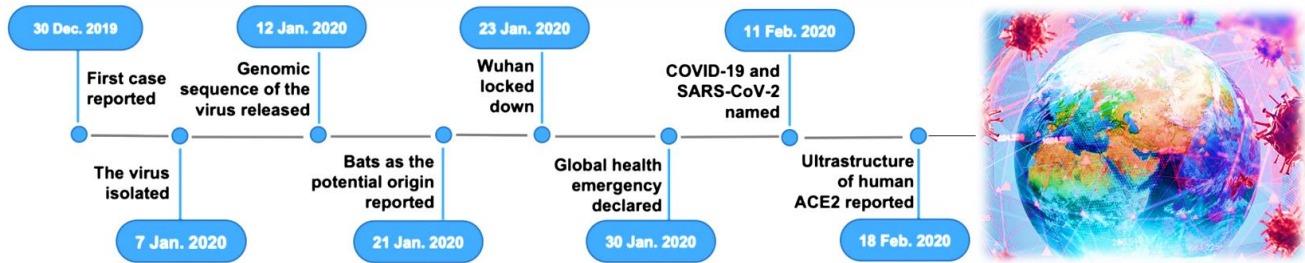 30 Dec. 2019
First case
reported
The virus
isolated
7 Jan. 2020
12 Jan. 2020
Genomic
sequence of the
virus released
Bats as the
potential origin
reported
21 Jan. 2020
23 Jan. 2020
Wuhan
locked
down
Global health
emergency
declared
30 Jan. 2020
11 Feb. 2020
COVID-19 and
SARS-CoV-2
named
Ultrastructure
of human
ACE2 reported
18 Feb. 2020